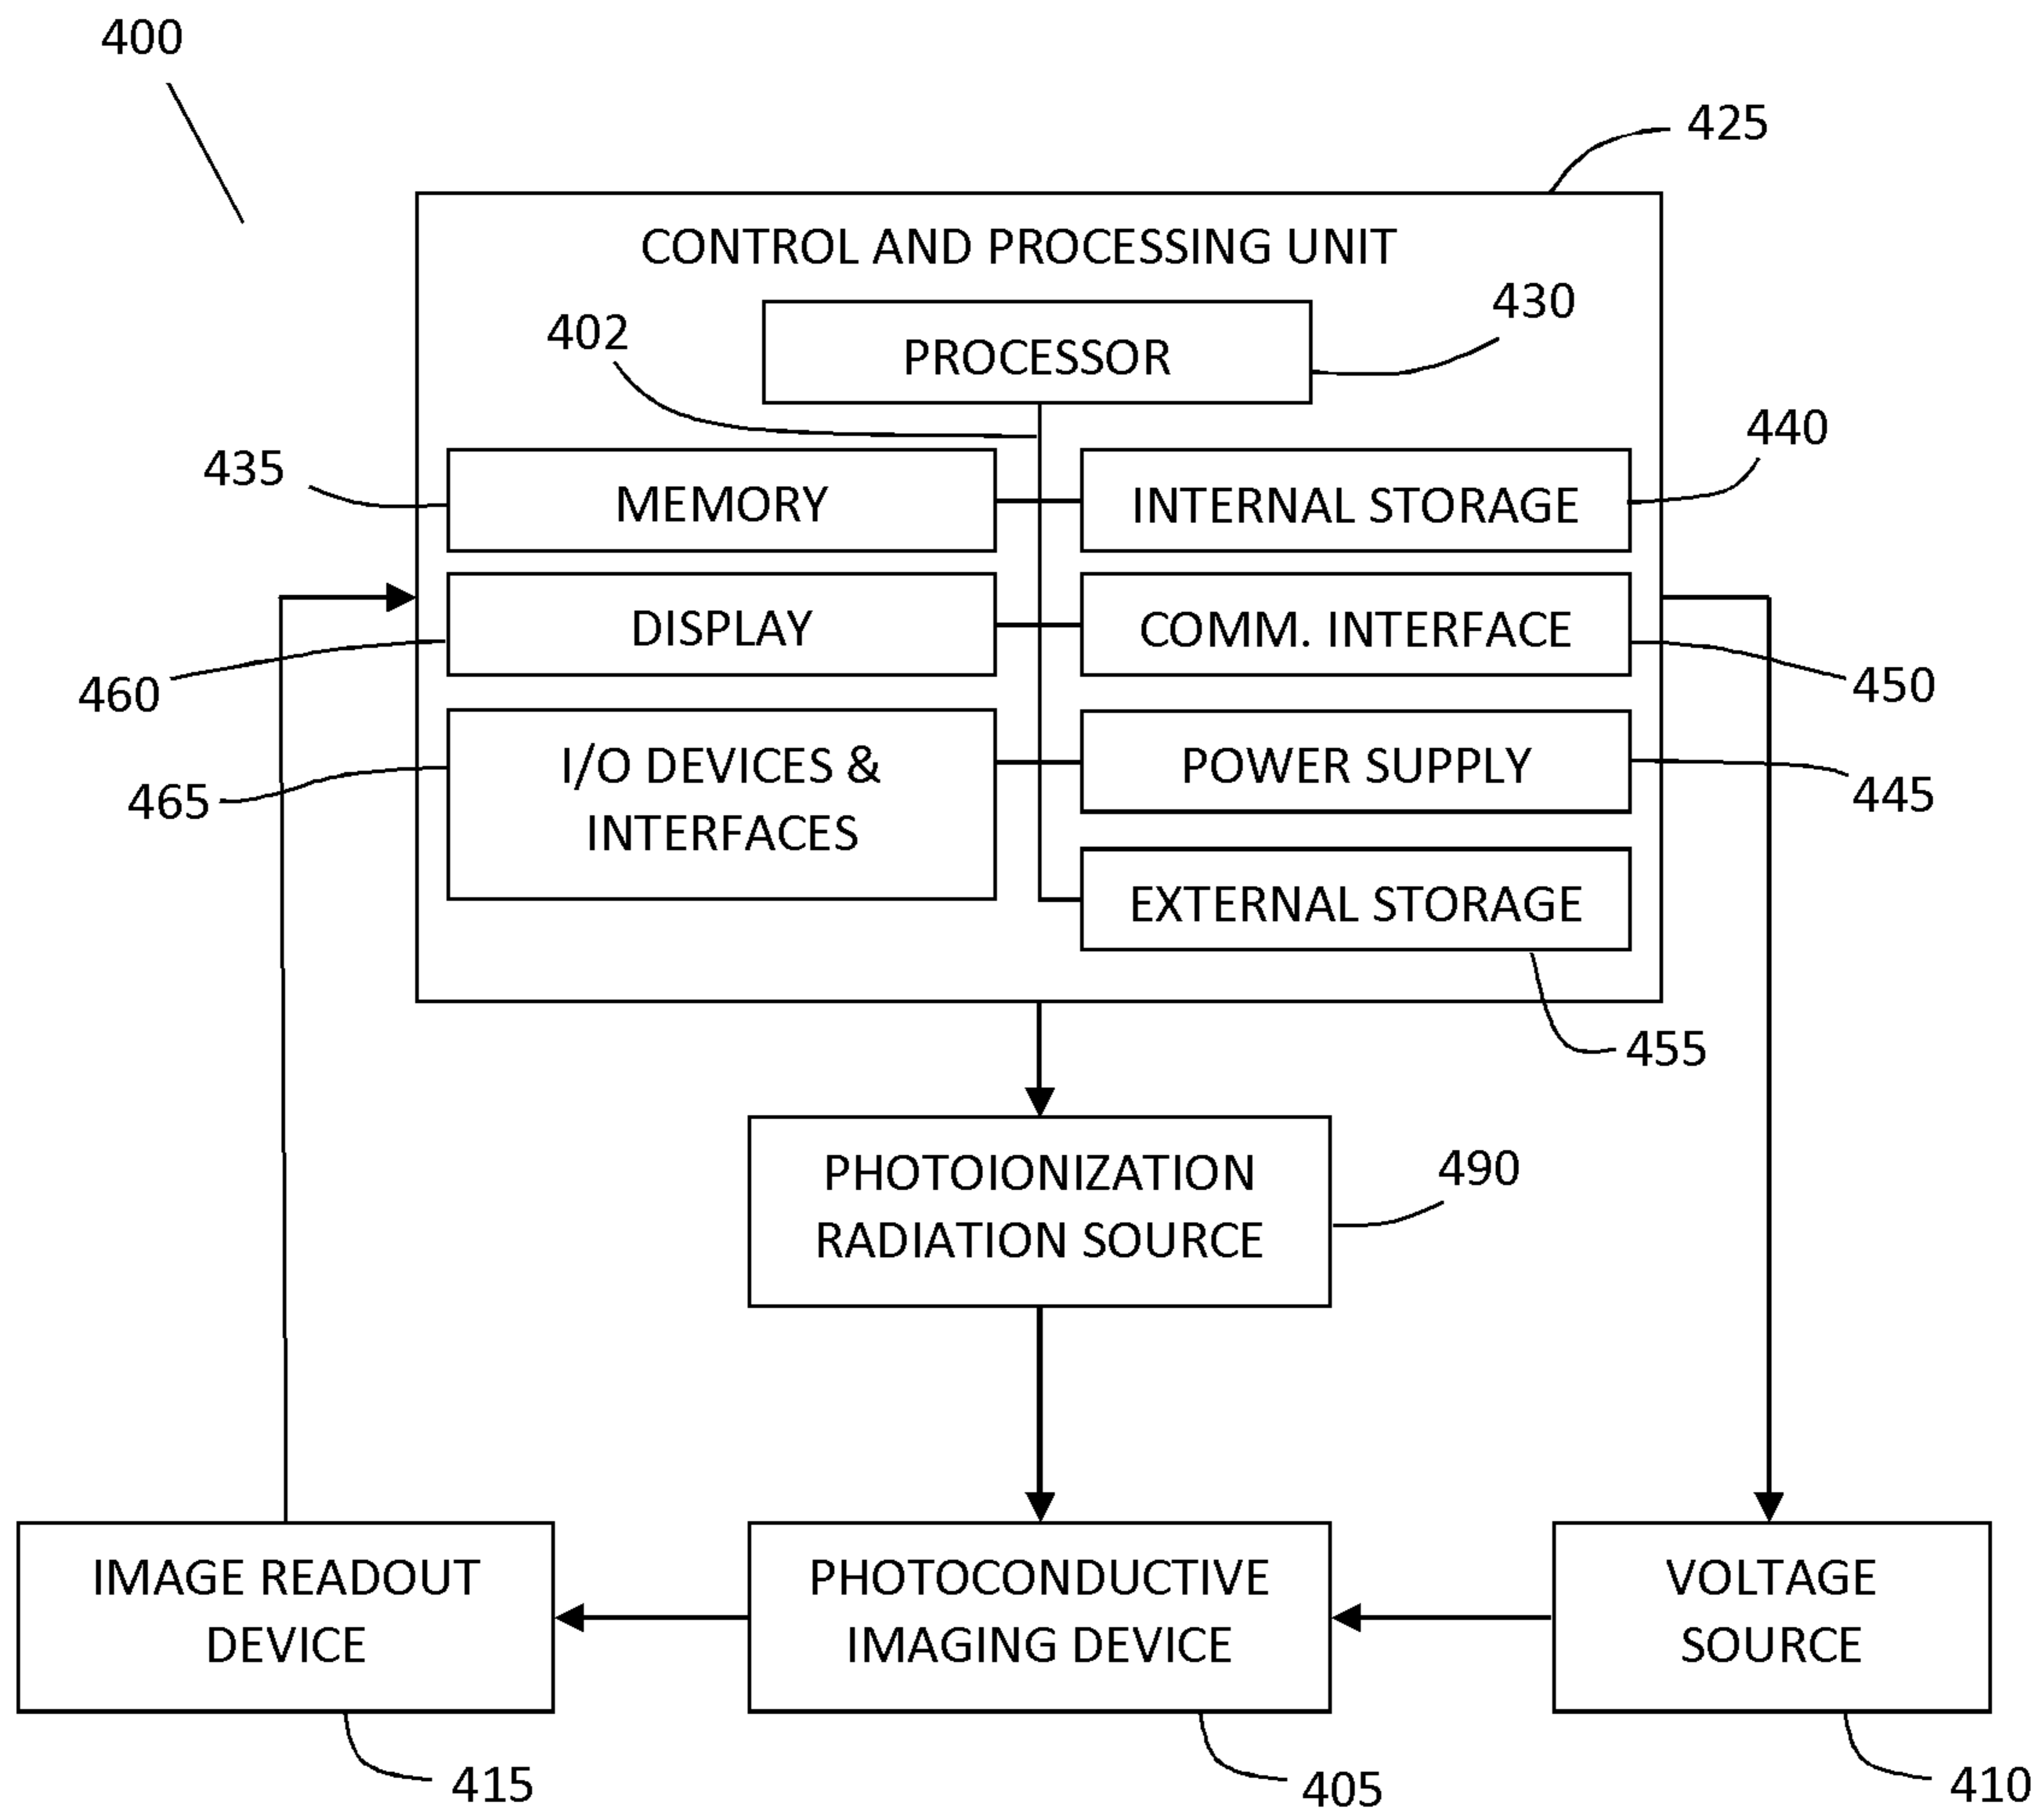 400
425
CONTROL AND PROCESSING UNIT
430
402
PROCESSOR
440
435
MEMORY
INTERNAL STORAGE
DISPLAY
COMM. INTERFACE
460
450
I/O DEVICES &
INTERFACES
POWER SUPPLY
465
445
EXTERNAL STORAGE
455
PHOTOIONIZATION
RADIATION SOURCE
490
IMAGE READOUT
DEVICE
PHOTOCONDUCTIVE
IMAGING DEVICE
VOLTAGE
SOURCE
415
405
410